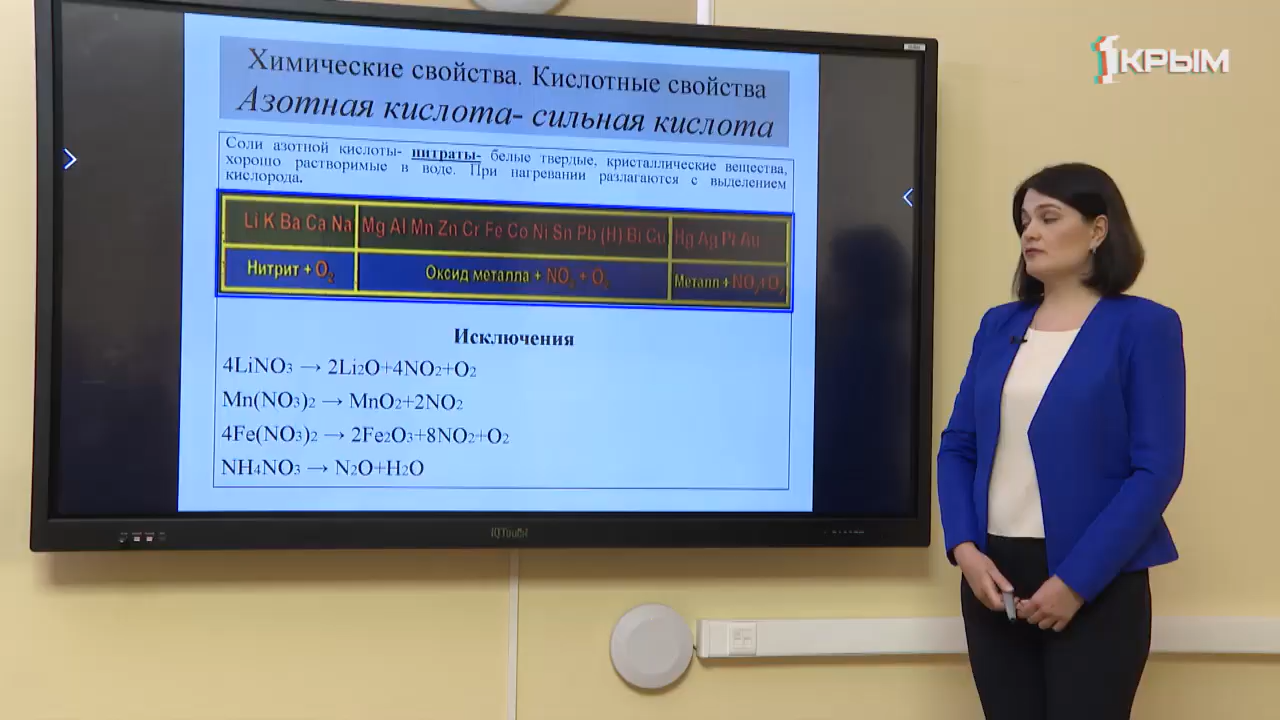 1КРЫМ
Химические свойства. Кислотные свойства
Азотная кислота- сильная кислота
Соли азотной кислоты- нитраты- белые твердые, кристаллические вещества,
хорошо растворимые в воде. При нагревании разлагаются с выделением
кислорода.
Li K Ba Ca Na Mg Al Mn Zn Cr Fe Co Ni Sn Pb (H) Bi Cu Hg Ag Pt Au
Нитрит + O₂ Оксид металла + NO₂ + O₂ Металл + NO₂+O₂
Исключения
4LiNO₃ → 2Li₂O+4NO₂+O₂
Mn(NO₃)₂ → MnO₂+2NO₂
4Fe(NO₃)₂ → 2Fe₂O₃+8NO₂+O₂
NH₄NO₃ → N₂O+H₂O
IQTouch